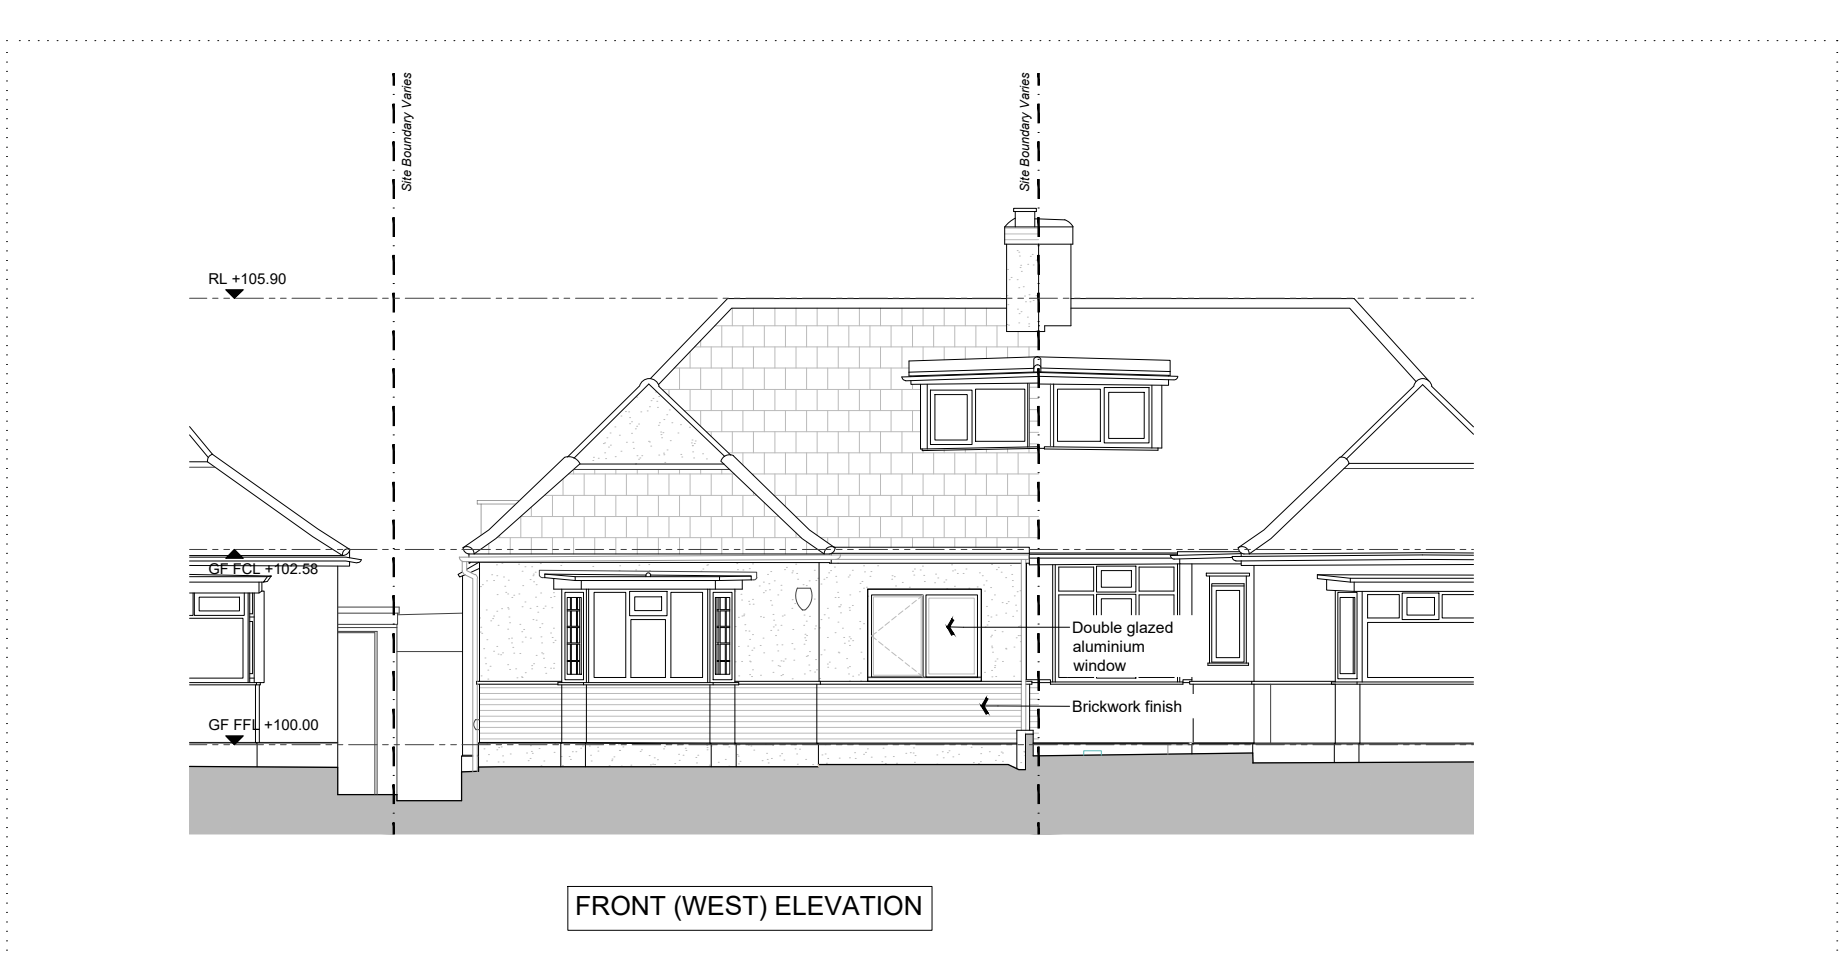 Site Boundary Varies
Site Boundary Varies
RL +105.90
GF FCL +102.58
Double glazed
aluminium
window
Brickwork finish
GF FFL +100.00
FRONT (WEST) ELEVATION